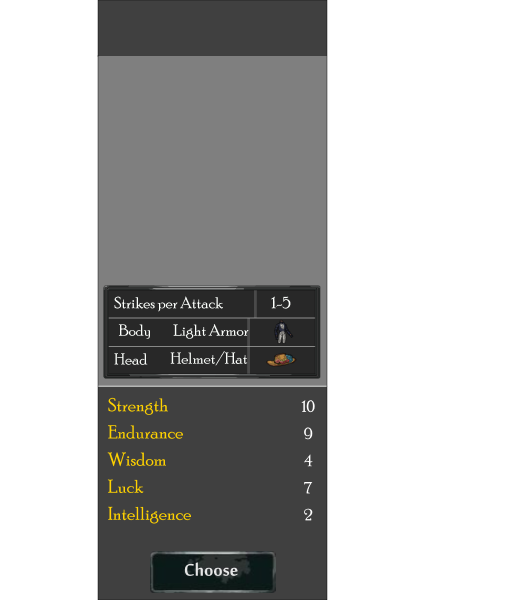 Strikes per Attack 1-5
Body Light Armor
Head Helmet/Hat
Strength 10
Endurance 9
Wisdom 4
Luck 7
Intelligence 2
Choose